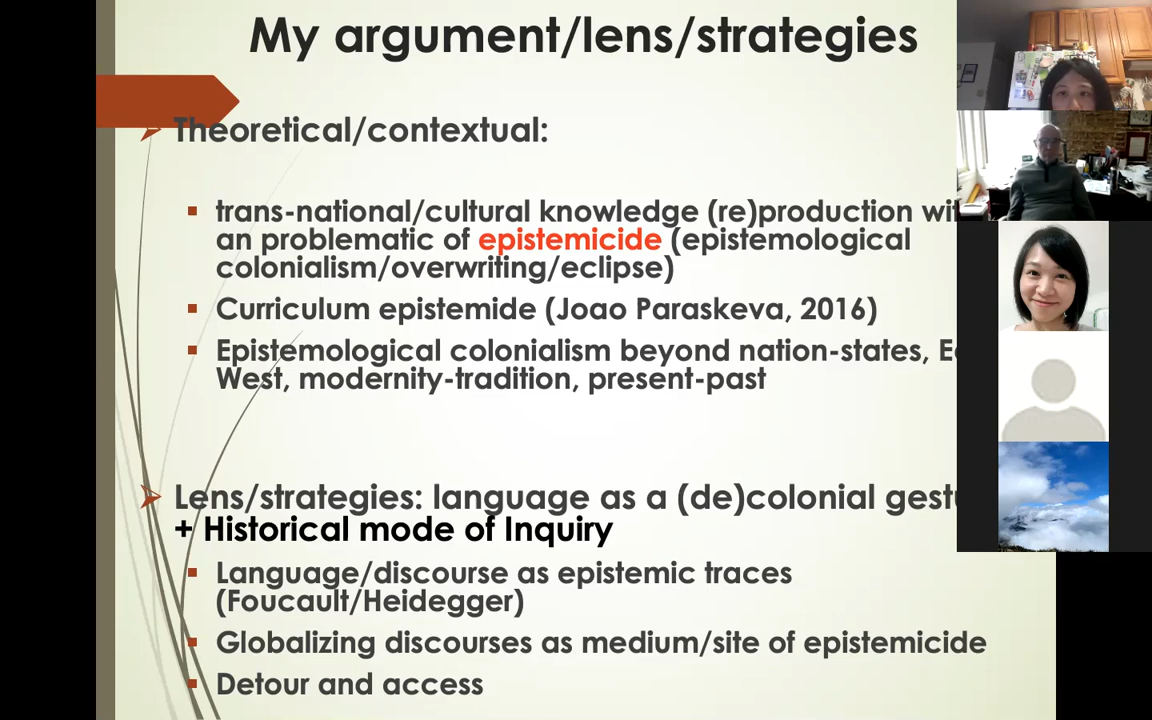 My argument/lens/strategies
Theoretical/contextual:
trans-national/cultural knowledge (re)production
an problematic of epistemicide (epistemological
colonialism/overwriting/eclipse)
Curriculum epistemide (Joao Paraskeva, 2016)
Epistemological colonialism beyond nation-states,
West, modernity-tradition, present-past
Lens/strategies: language as a (de)colonial
+ Historical mode of Inquiry
Language/discourse as epistemic traces
(Foucault/Heidegger)
Globalizing discourses as medium/site of epistemicide
Detour and access